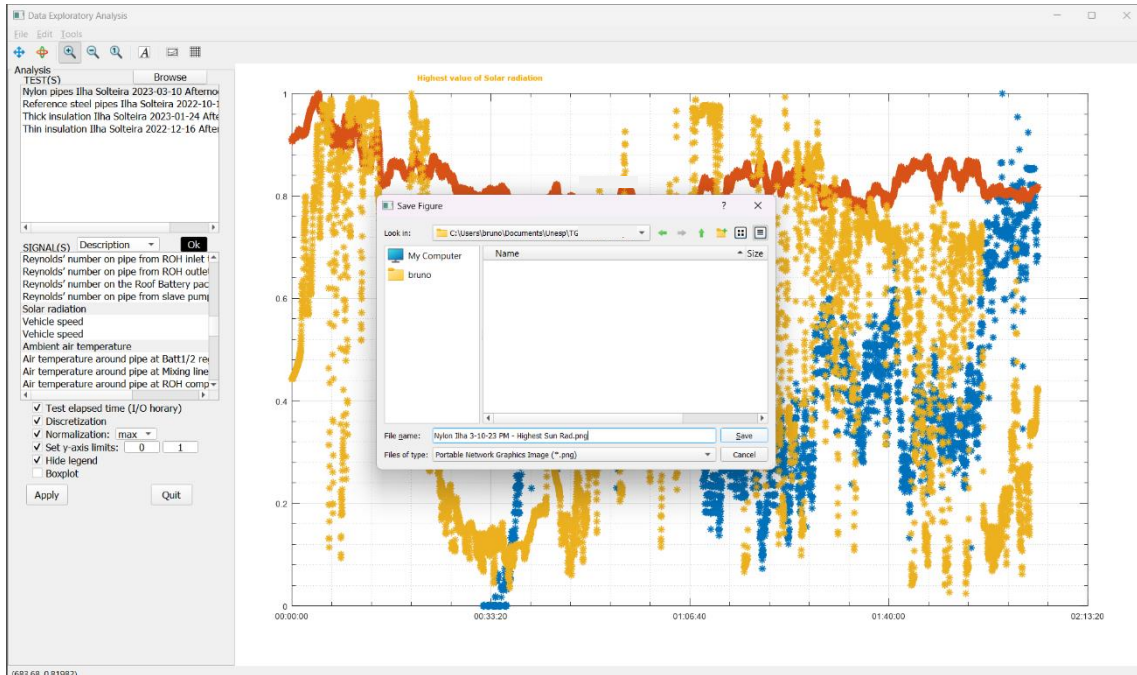 Data Exploratory Analysis
File Edit Tools
Analysis
TEST(S) Browse
Nylon pipes Ilha Solteira 2023-03-10 Afterno
Reference steel pipes Ilha Solteira 2022-10-1
Thick insulation Ilha Solteira 2023-01-24 Afte
Thin insulation Ilha Solteira 2022-12-16 After
SIGNAL(S) Description Ok
Reynolds' number on pipe from ROH inlet
Reynolds' number on pipe from ROH outlet
Reynolds' number on the Roof Battery pac
Reynolds' number on pipe from slave pump
Solar radiation
Vehicle speed
Vehicle speed
Ambient air temperature
Air temperature around pipe at Batt1/2 re
Air temperature around pipe at Mixing line
Air temperature around pipe at ROH comp
Test elapsed time (I/O horary)
Discretization
Normalization: max
Set y-axis limits: 0 1
Hide legend
Boxplot
Apply Quit
Highest value of Solar radiation
1
0.8
0.6
0.4
0.2
0
00:00:00 00:33:20 01:06:40 01:40:00 02:13:20
Save Figure ? X
Look in: C:\Users\bruno\Documents\Unesp\TG
My Computer
bruno
Name Size
File name: Nylon Ilha 3-10-23 PM - Highest Sun Rad.png Save
Files of type: Portable Network Graphics Image (*.png) Cancel
(683.68, 0.81983)